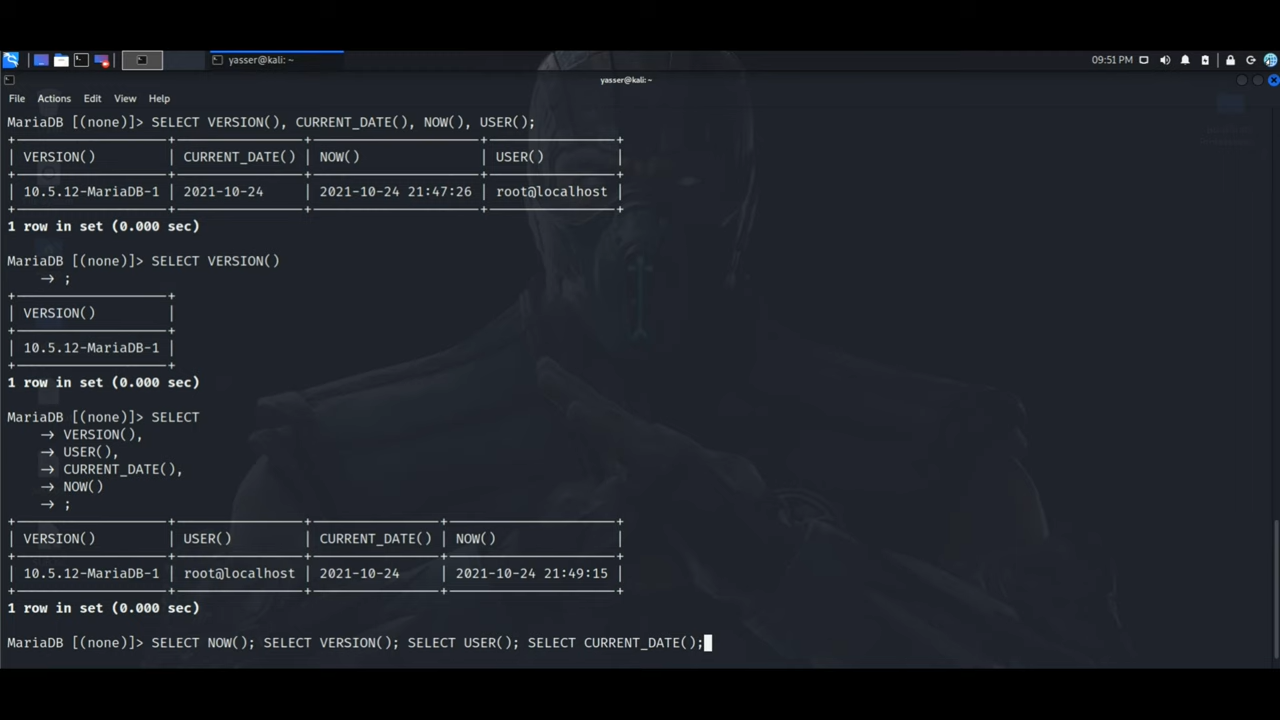 yasser@kali: ~
09:51 PM
yasser@kali:~
File Actions Edit View Help
MariaDB [(none)]> SELECT VERSION(), CURRENT_DATE(), NOW(), USER();
| VERSION() | CURRENT_DATE() | NOW() | USER() |
| 10.5.12-MariaDB-1 | 2021-10-24 | 2021-10-24 21:47:26 | root@localhost |
1 row in set (0.000 sec)
MariaDB [(none)]> SELECT VERSION()
→ ;
| VERSION() |
| 10.5.12-MariaDB-1 |
1 row in set (0.000 sec)
MariaDB [(none)]> SELECT
→ VERSION(),
→ USER(),
→ CURRENT_DATE(),
→ NOW()
→ ;
| VERSION() | USER() | CURRENT_DATE() | NOW() |
| 10.5.12-MariaDB-1 | root@localhost | 2021-10-24 | 2021-10-24 21:49:15 |
1 row in set (0.000 sec)
MariaDB [(none)]> SELECT NOW(); SELECT VERSION(); SELECT USER(); SELECT CURRENT_DATE();